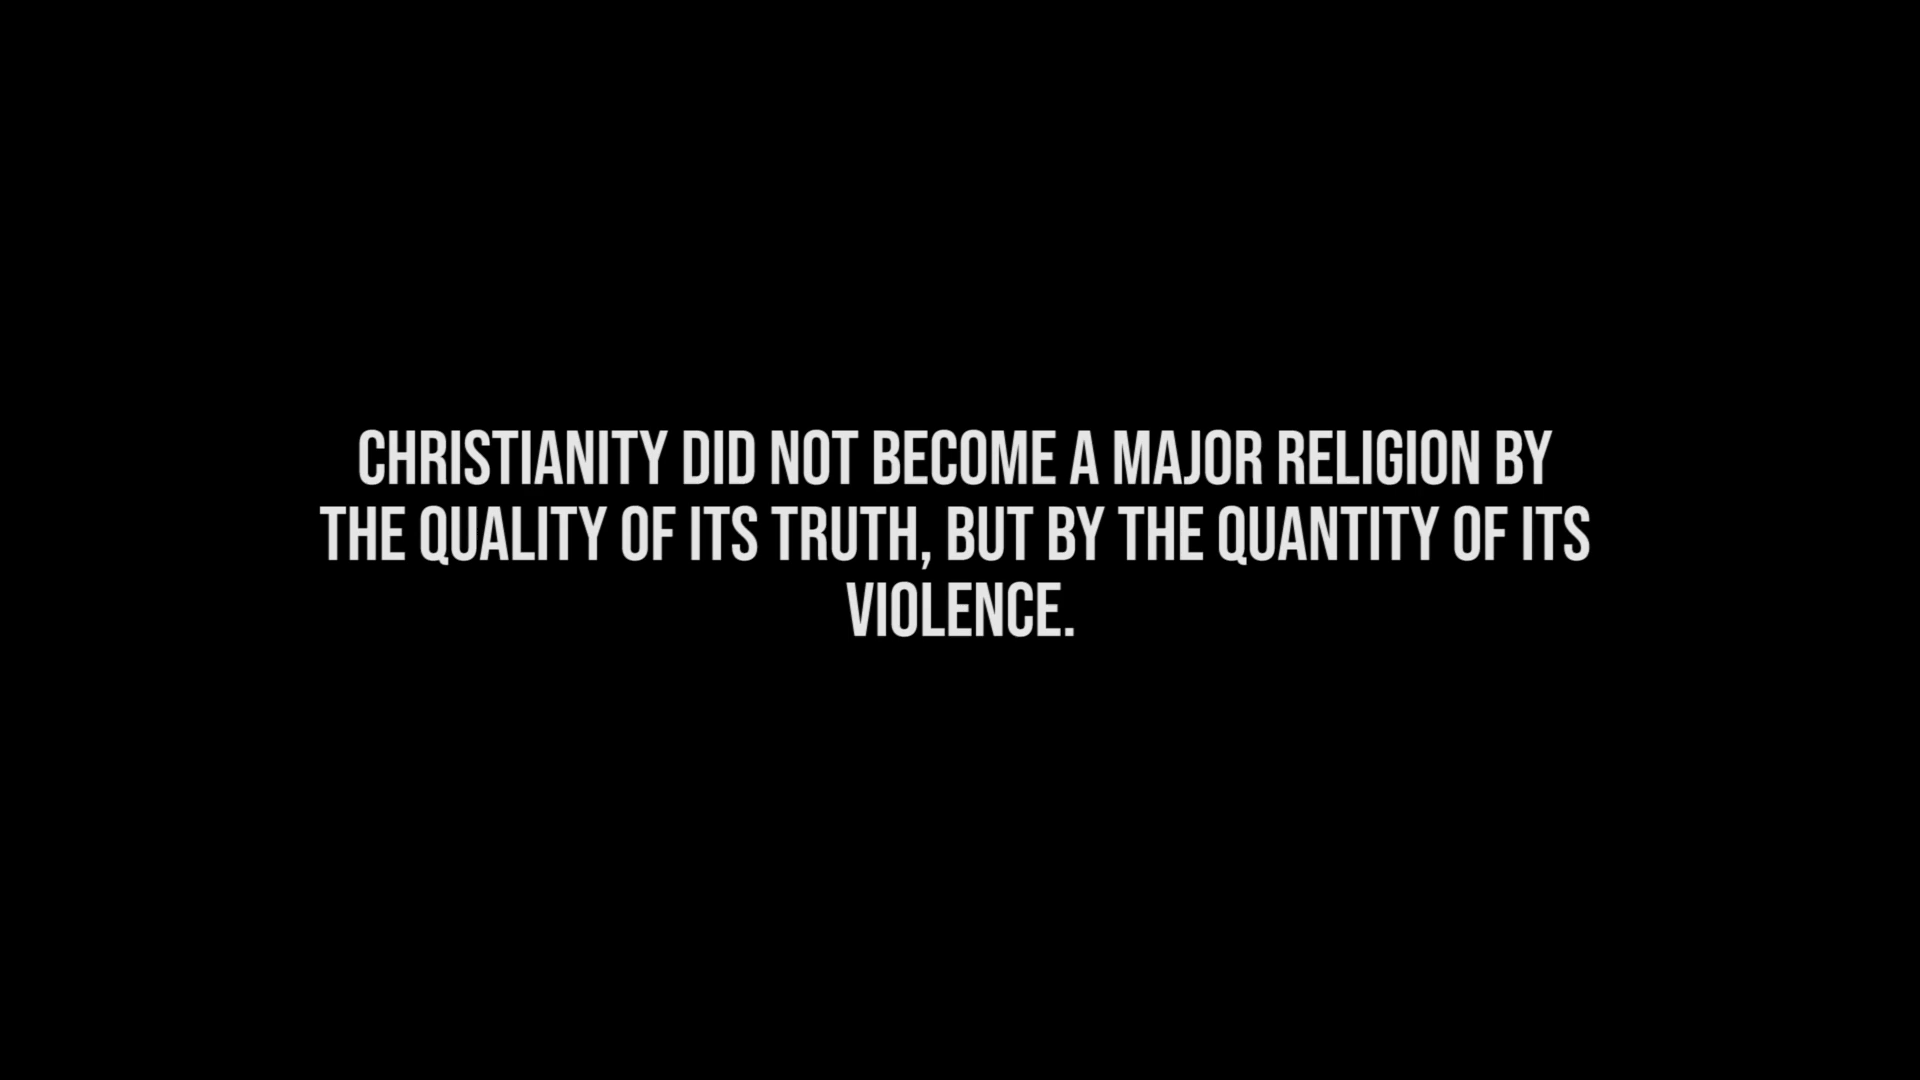 CHRISTIANITY DID NOT BECOME A MAJOR RELIGION BY
THE QUALITY OF ITS TRUTH, BUT BY THE QUANTITY OF ITS
VIOLENCE.